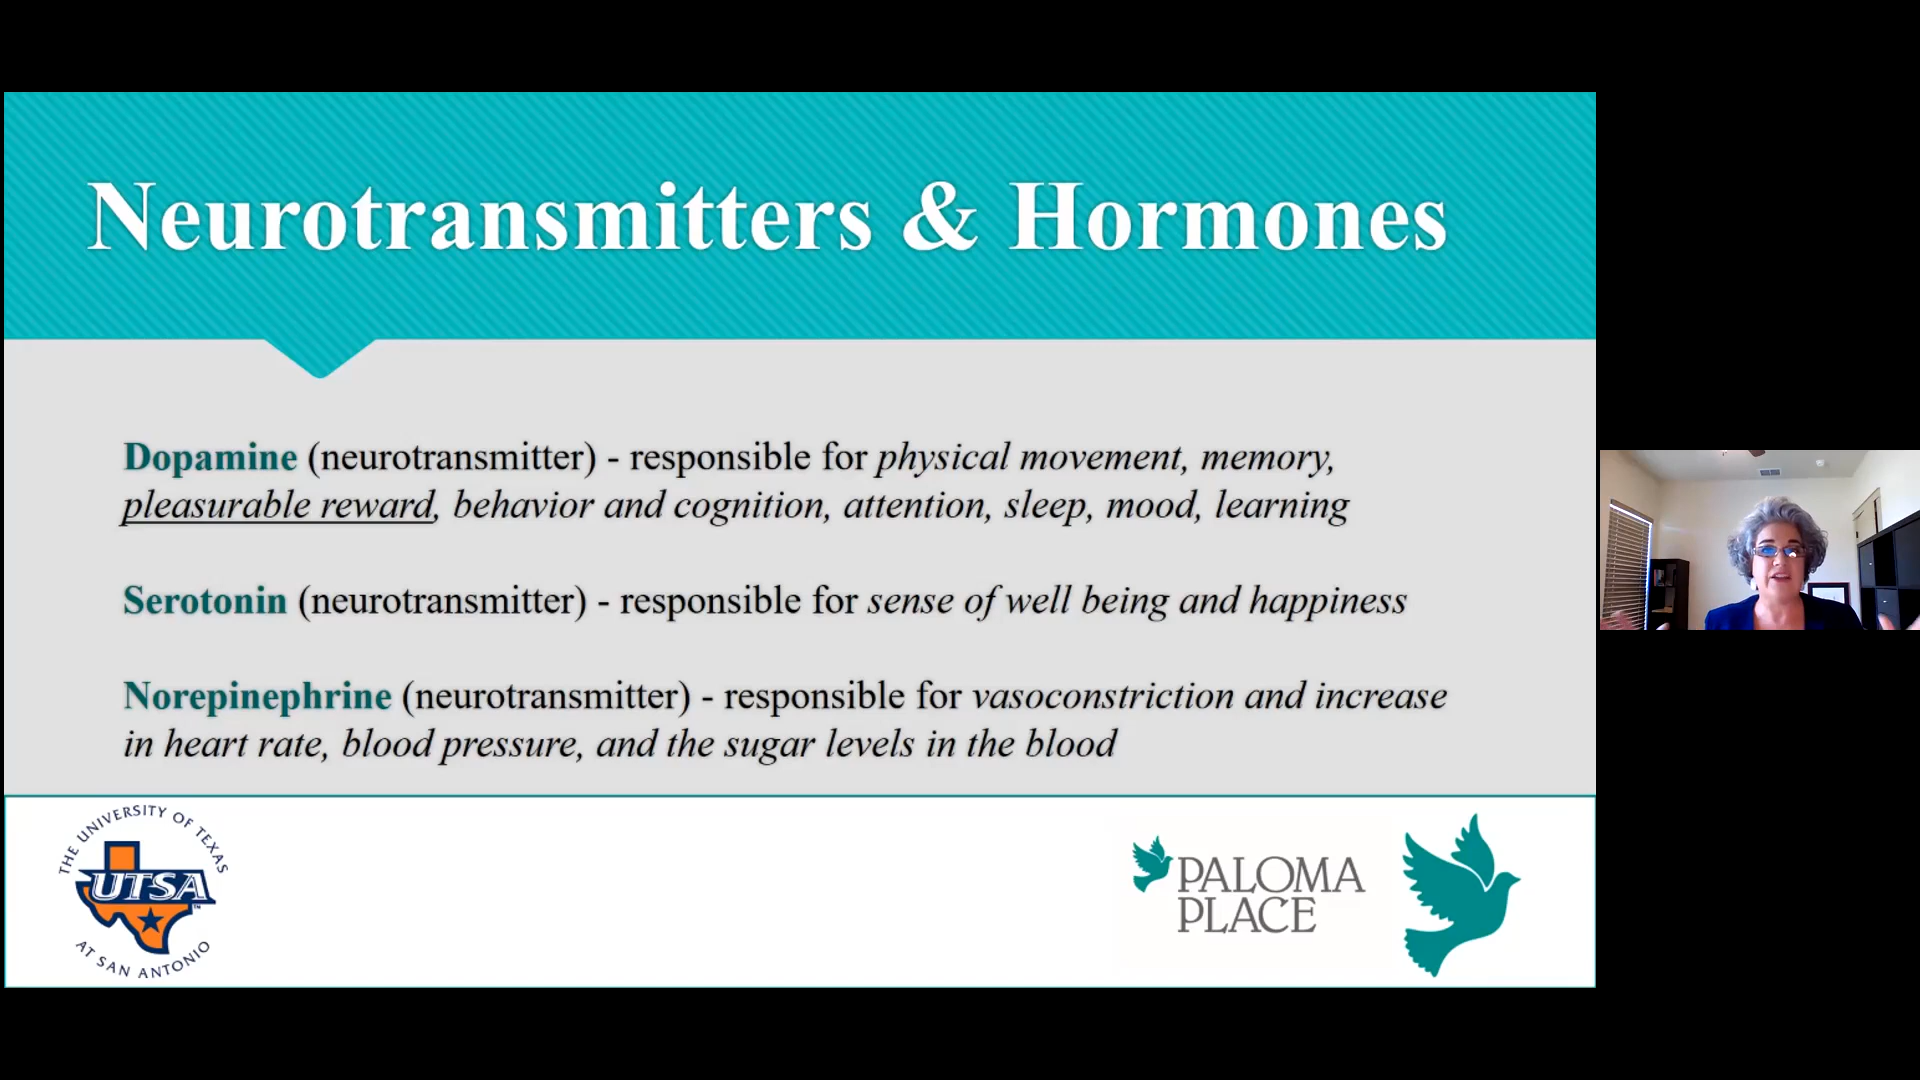 Neurotransmitters & Hormones
Dopamine (neurotransmitter) - responsible for physical movement, memory,
pleasurable reward, behavior and cognition, attention, sleep, mood, learning
Serotonin (neurotransmitter) - responsible for sense of well being and happiness
Norepinephrine (neurotransmitter) - responsible for vasoconstriction and increase
in heart rate, blood pressure, and the sugar levels in the blood
THE UNIVERSITY OF TEXAS
UTSA
TM
AT SAN ANTONIO
PALOMA
PLACE